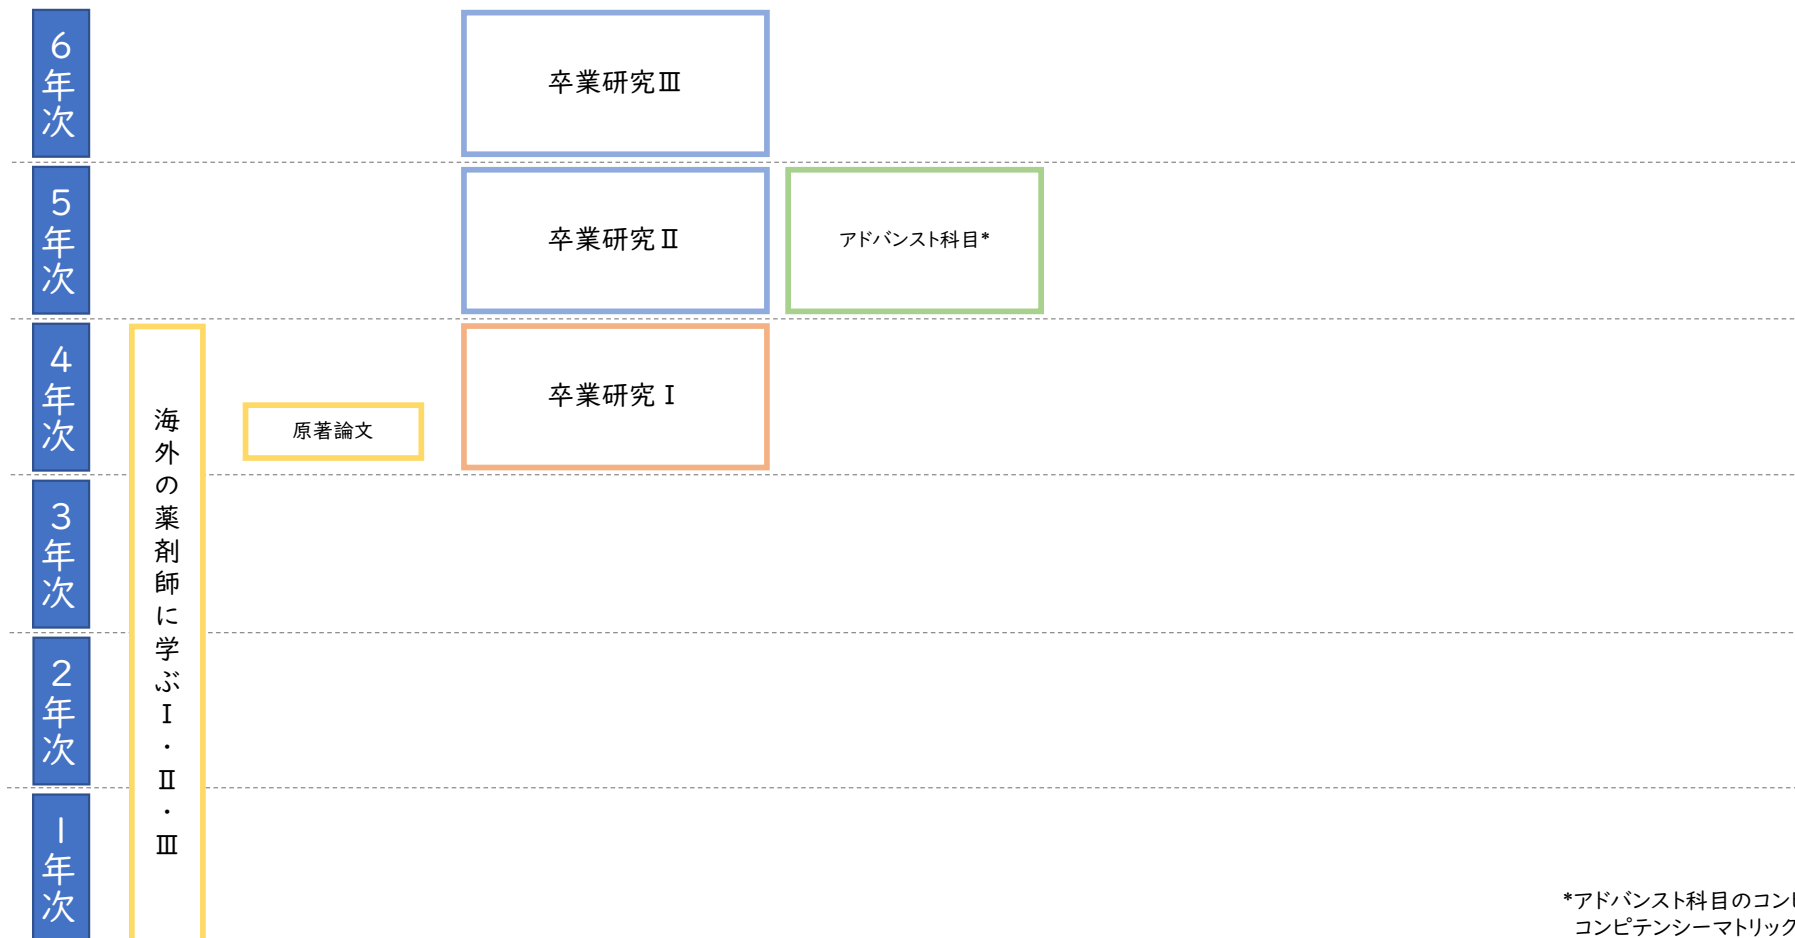 6年次
卒業研究Ⅲ
5年次
卒業研究Ⅱ
アドバンスト科目*
4年次
卒業研究Ⅰ
原著論文
海外の薬剤師に学ぶⅠ・Ⅱ・Ⅲ
3年次
2年次
1年次
*アドバンスト科目のコン
コンピテンシーマトリック